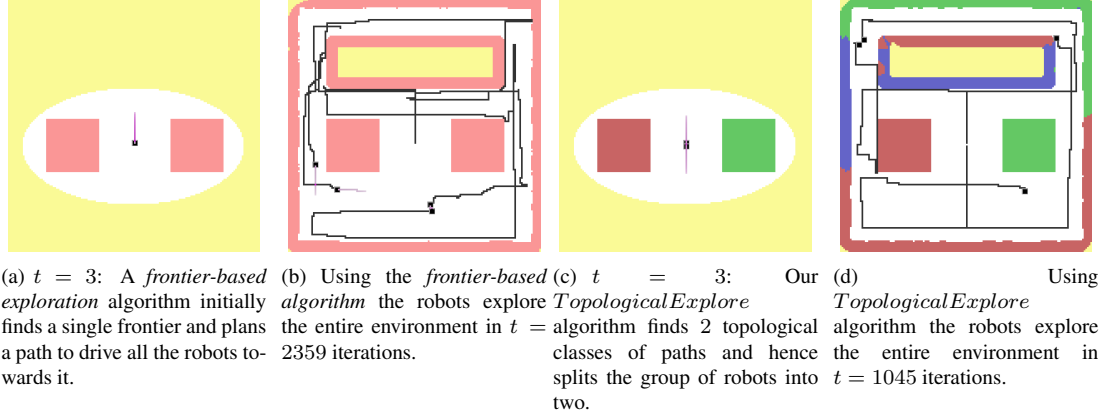 (a) t = 3: A frontier-based
exploration algorithm initially
finds a single frontier and plans
a path to drive all the robots to-
wards it.
(b) Using the frontier-based
algorithm the robots explore
the entire environment in t =
2359 iterations.
(c) t = 3: Our
TopologicalExplore
algorithm finds 2 topological
classes of paths and hence
splits the group of robots into
two.
(d) Using
TopologicalExplore
algorithm the robots explore
the entire environment in
t = 1045 iterations.